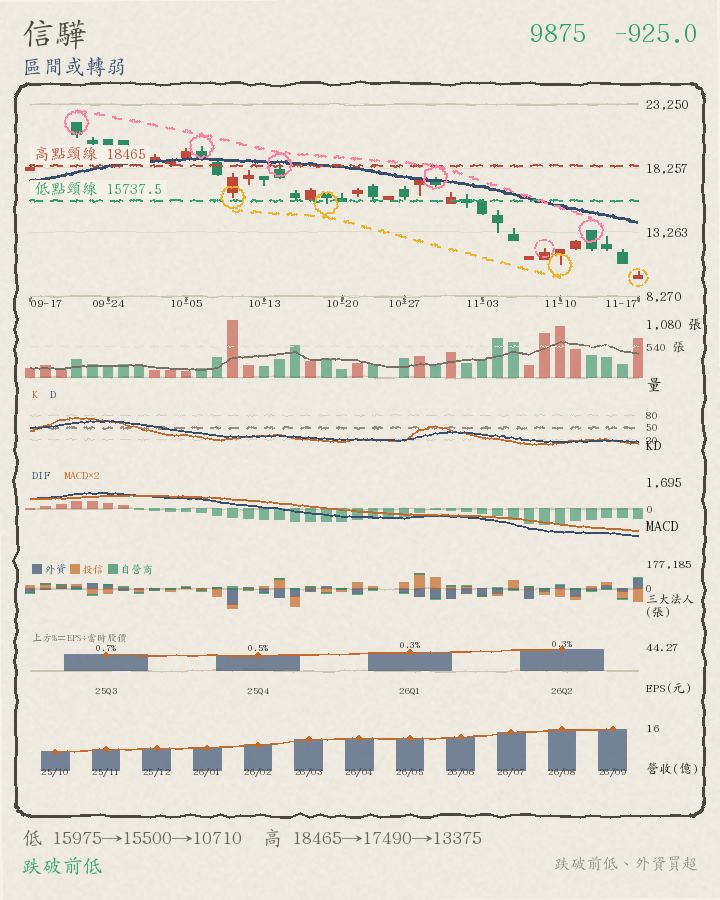 信驊
9875 -925.0
區間或轉弱
23,250
高點頸線 18465
18,257
低點頸線 15737.5
13,263
8,270
09-17 09-24 10-05 10-13 10-20 10-27 11-03 11-10 11-17
1,080 張
540 張
量
K D
80
50
20
KD
DIF MACD×2
1,695
0
MACD
外資 投信 自營商
177,185
0
三大法人
(張)
上方%=EPS÷當時股價
0.7% 0.5% 0.3% 0.3%
44.27
25Q3 25Q4 26Q1 26Q2
EPS(元)
16
25/10 25/11 25/12 26/01 26/02 26/03 26/04 26/05 26/06 26/07 26/08 26/09
營收(億)
低 15975→15500→10710 高 18465→17490→13375
跌破前低
跌破前低、外資買超